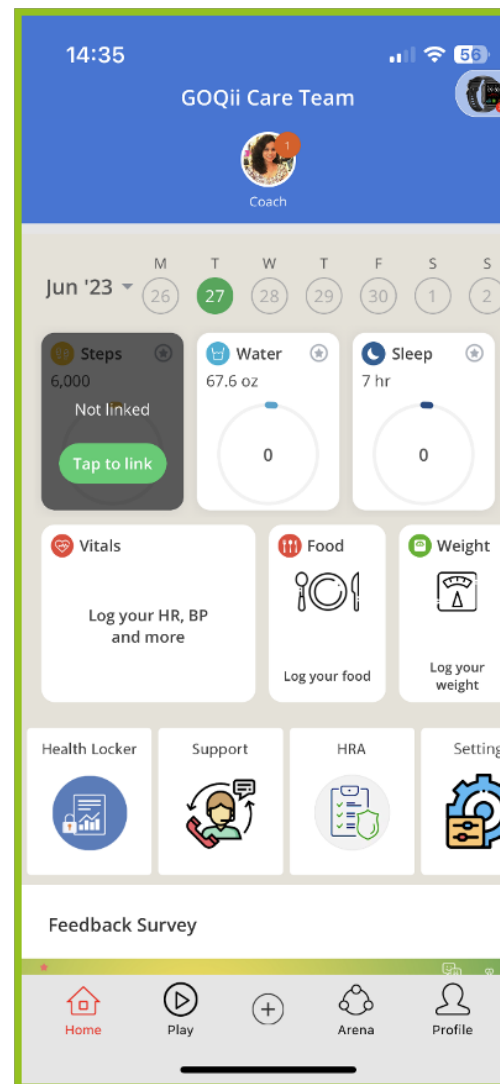 14:35
56
GOQii Care Team
1
Coach
Jun '23
M T W T F S S
26 27 28 29 30 1 2
Steps
6,000
Not linked
Tap to link
Water
67.6 oz
0
Sleep
7 hr
0
Vitals
Log your HR, BP
and more
Food
Log your food
Weight
Log your
weight
Health Locker
Support
HRA
Setting
Feedback Survey
Home
Play
Arena
Profile